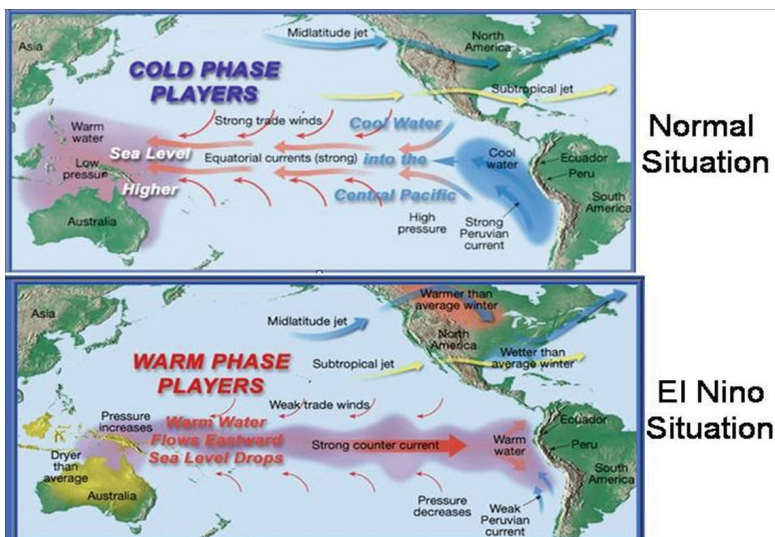 Asia
Midlatitude jet
North
America
COLD PHASE
PLAYERS
Subtropical jet
Strong trade winds
Cool Water
Warm
water
Sea Level
Equatorial currents (strong)
into the
Cool
water
Ecuador
Low
pressure
Peru
Higher
Central Pacific
South
America
Australia
High
pressure
Strong
Peruvian
current
Normal
Situation
Warmer than
average winter
Asia
Midlatitude jet
North
America
WARM PHASE
PLAYERS
Subtropical jet
Wetter than
average winter
Weak trade winds
Pressure
increases
Warm Water
Flows Eastward
Sea Level Drops
Strong counter current
Warm
water
Ecuador
Peru
Dryer
than
average
Australia
South
America
Pressure
decreases
Weak
Peruvian
current
El Nino
Situation